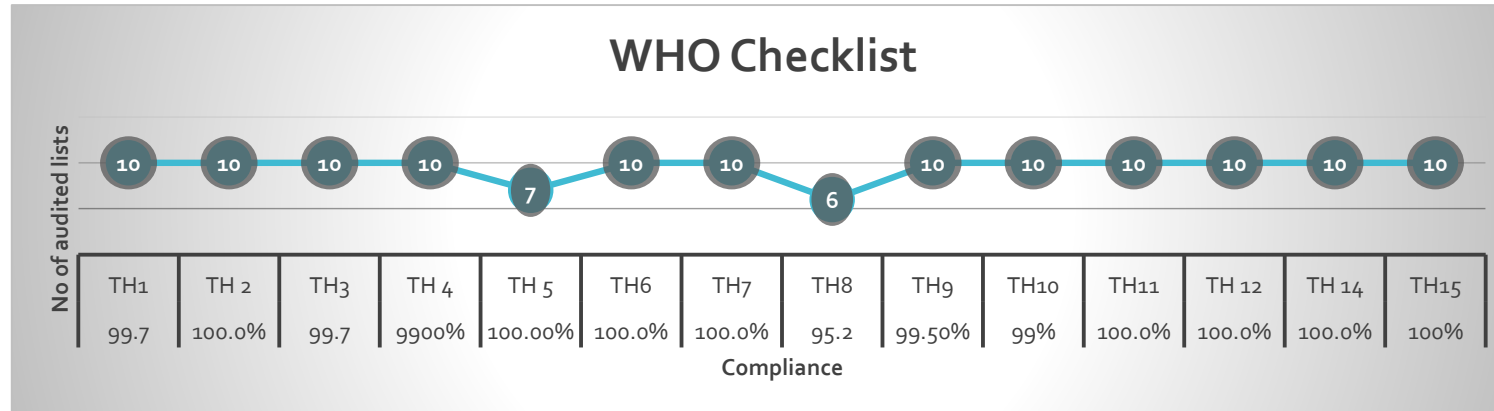 WHO Checklist
No of audited lists
10 10 10 10 7 10 10 6 10 10 10 10 10 10
TH1 TH 2 TH3 TH 4 TH 5 TH6 TH7 TH8 TH9 TH10 TH11 TH 12 TH 14 TH15
99.7 100.0% 99.7 9900% 100.00% 100.0% 100.0% 95.2 99.50% 99% 100.0% 100.0% 100.0% 100%
Compliance